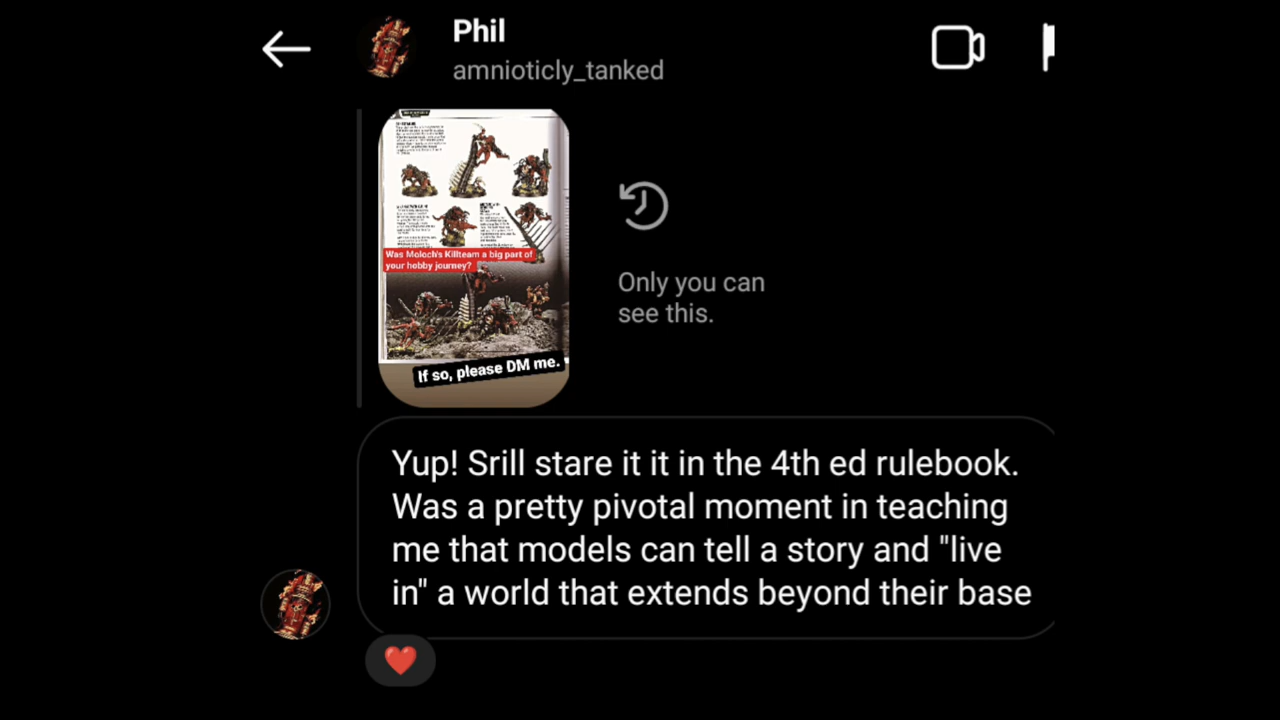 Phil
amnioticly_tanked
Was Moloch's Killteam a big part of
your hobby journey?
If so, please DM me.
Only you can
see this.
Yup! Srill stare it it in the 4th ed rulebook.
Was a pretty pivotal moment in teaching
me that models can tell a story and "live
in" a world that extends beyond their base